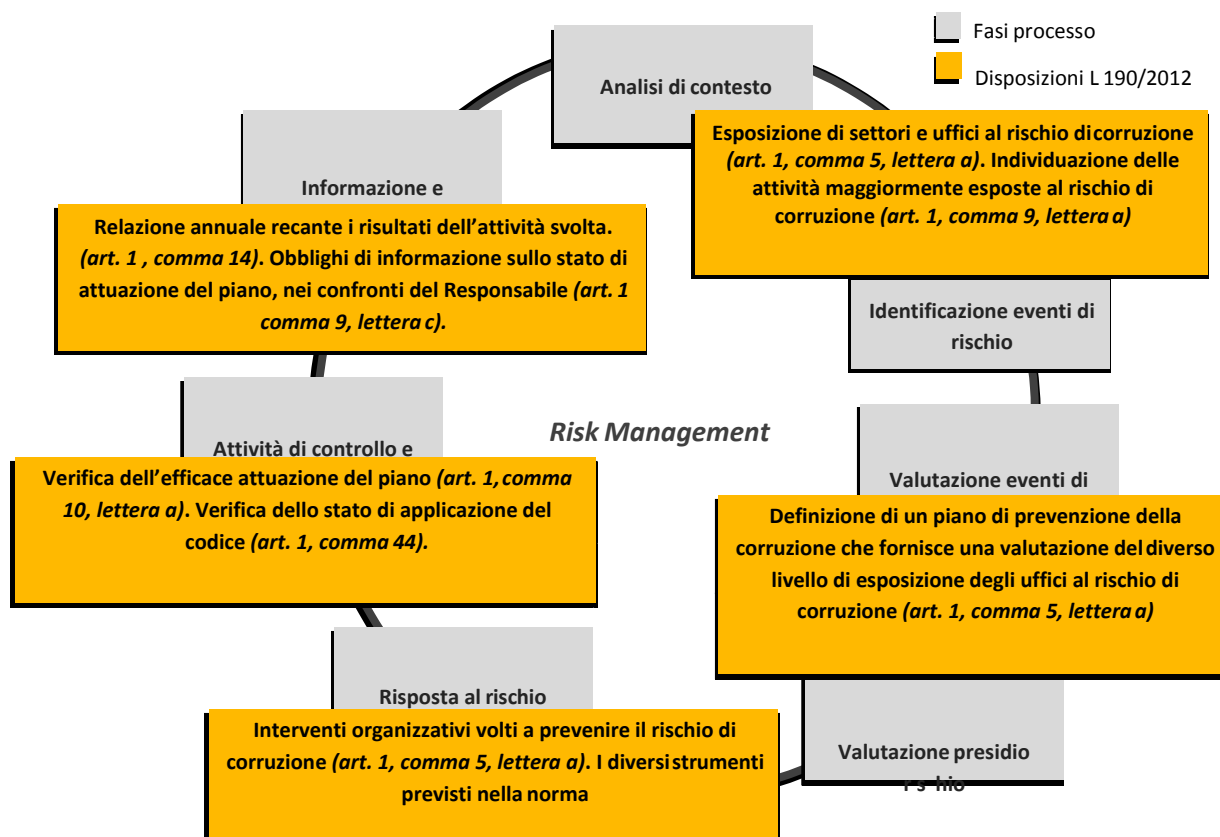 Fasi processo
Disposizioni L 190/2012
Analisi di contesto
Esposizione di settori e uffici al rischio di corruzione
(art. 1, comma 5, lettera a). Individuazione delle
attività maggiormente esposte al rischio di
corruzione (art. 1, comma 9, lettera a)
Identificazione eventi di
rischio
Valutazione eventi di
Definizione di un piano di prevenzione della
corruzione che fornisce una valutazione del diverso
livello di esposizione degli uffici al rischio di
corruzione (art. 1, comma 5, lettera a)
Valutazione presidio
Risposta al rischio
Interventi organizzativi volti a prevenire il rischio di
corruzione (art. 1, comma 5, lettera a). I diversi strumenti
previsti nella norma
Attività di controllo e
Verifica dell’efficace attuazione del piano (art. 1, comma
10, lettera a). Verifica dello stato di applicazione del
codice (art. 1, comma 44).
Informazione e
Relazione annuale recante i risultati dell’attività svolta.
(art. 1 , comma 14). Obblighi di informazione sullo stato di
attuazione del piano, nei confronti del Responsabile (art. 1
comma 9, lettera c).
Risk Management